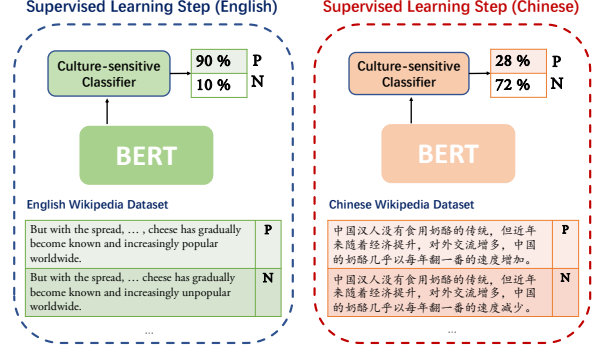 Supervised Learning Step (English)
Culture-sensitive
Classifier
90 % P
10 % N
BERT
English Wikipedia Dataset
But with the spread, … , cheese has gradually
become known and increasingly popular
worldwide.
P
But with the spread, … cheese has gradually
become known and increasingly unpopular
worldwide.
N
...
Supervised Learning Step (Chinese)
Culture-sensitive
Classifier
28 % P
72 % N
BERT
Chinese Wikipedia Dataset
中国汉人没有食用奶酪的传统，但近年
来随着经济提升，对外交流增多，中国
的奶酪几乎以每年翻一番的速度增加。
P
中国汉人没有食用奶酪的传统，但近年
来随着经济提升，对外交流增多，中国
的奶酪几乎以每年翻一番的速度减少。
N
...